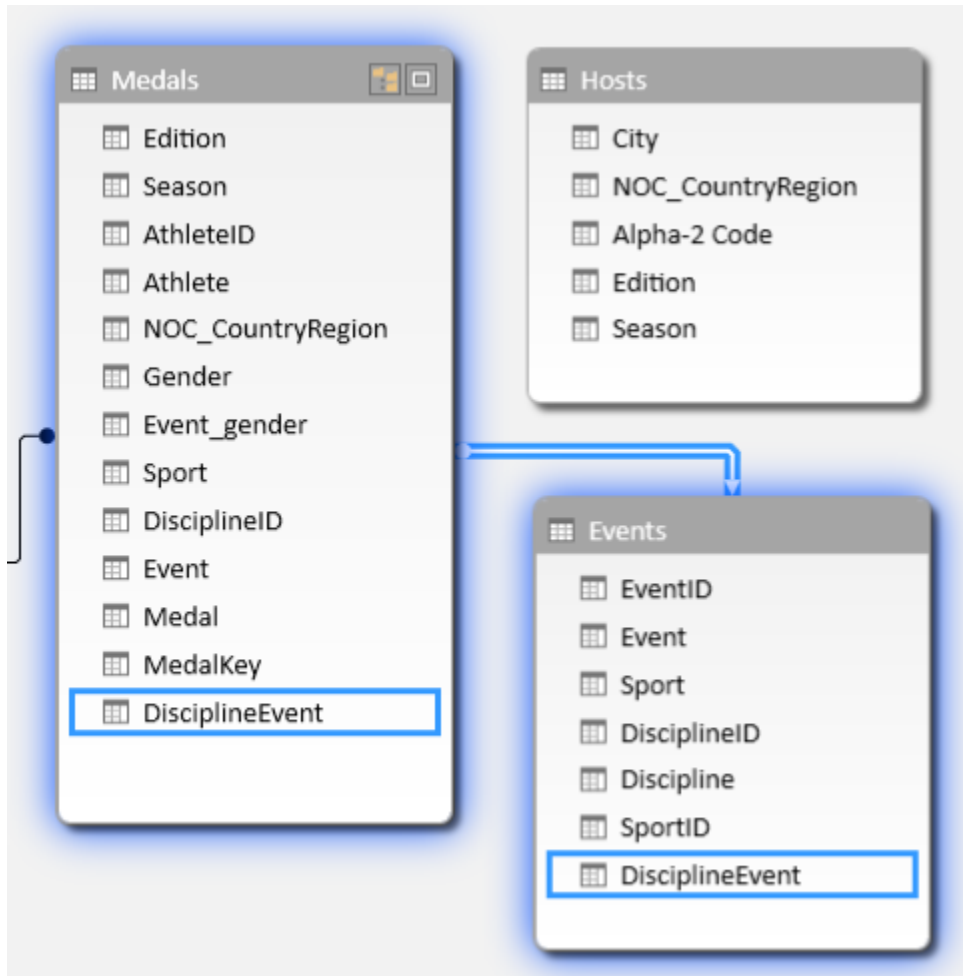 Medals
Edition
Season
AthleteID
Athlete
NOC_CountryRegion
Gender
Event_gender
Sport
DisciplineID
Event
Medal
MedalKey
DisciplineEvent
Hosts
City
NOC_CountryRegion
Alpha-2 Code
Edition
Season
Events
EventID
Event
Sport
DisciplineID
Discipline
SportID
DisciplineEvent